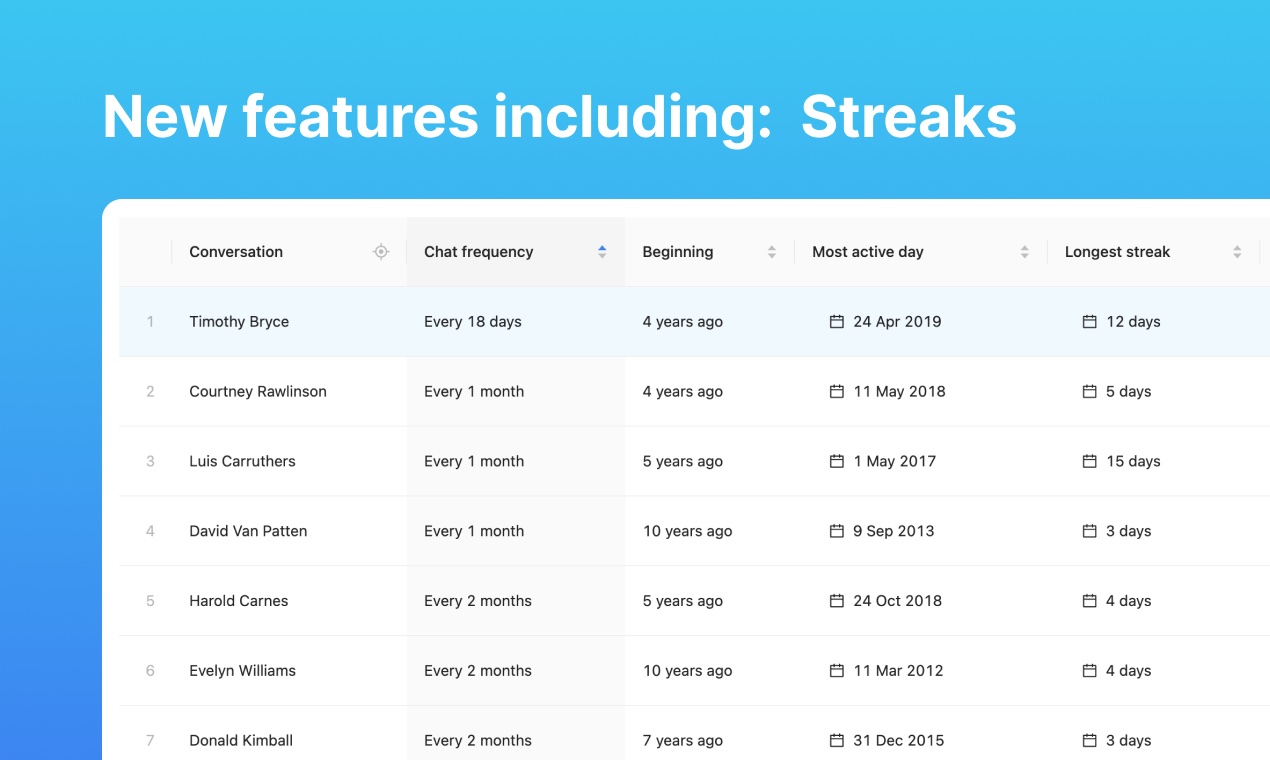 New features including: Streaks
Conversation Chat frequency Beginning Most active day Longest streak
1 Timothy Bryce Every 18 days 4 years ago 24 Apr 2019 12 days
2 Courtney Rawlinson Every 1 month 4 years ago 11 May 2018 5 days
3 Luis Carruthers Every 1 month 5 years ago 1 May 2017 15 days
4 David Van Patten Every 1 month 10 years ago 9 Sep 2013 3 days
5 Harold Carnes Every 2 months 5 years ago 24 Oct 2018 4 days
6 Evelyn Williams Every 2 months 10 years ago 11 Mar 2012 4 days
7 Donald Kimball Every 2 months 7 years ago 31 Dec 2015 3 days